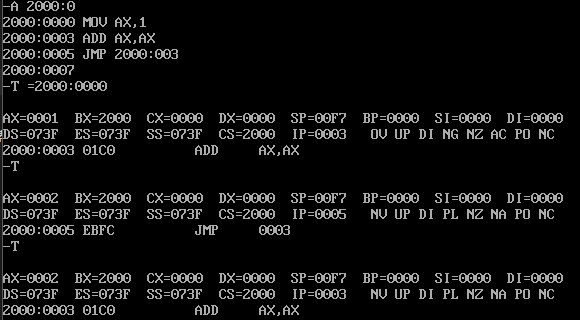 -A 2000:0
2000:0000 MOV AX,1
2000:0003 ADD AX,AX
2000:0005 JMP 2000:003
2000:0007
-T =2000:0000
AX=0001 BX=2000 CX=0000 DX=0000 SP=00F7 BP=0000 SI=0000 DI=0000
DS=073F ES=073F SS=073F CS=2000 IP=0003 OV UP DI NG NZ AC PO NC
2000:0003 01C0 ADD AX,AX
-T
AX=0002 BX=2000 CX=0000 DX=0000 SP=00F7 BP=0000 SI=0000 DI=0000
DS=073F ES=073F SS=073F CS=2000 IP=0005 NV UP DI PL NZ NA PO NC
2000:0005 EBFC JMP 0003
-T
AX=0002 BX=2000 CX=0000 DX=0000 SP=00F7 BP=0000 SI=0000 DI=0000
DS=073F ES=073F SS=073F CS=2000 IP=0003 NV UP DI PL NZ NA PO NC
2000:0003 01C0 ADD AX,AX